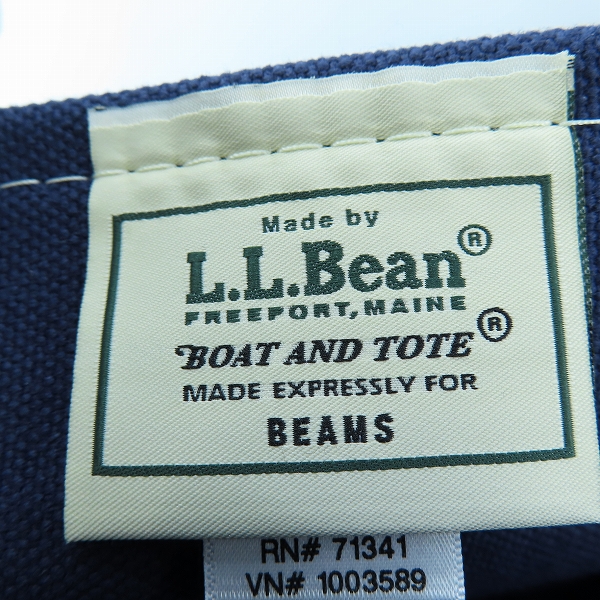 Made by
L.L.Bean®
FREEPORT, MAINE
BOAT AND TOTE®
MADE EXPRESSLY FOR
BEAMS
RN# 71341
VN# 1003589